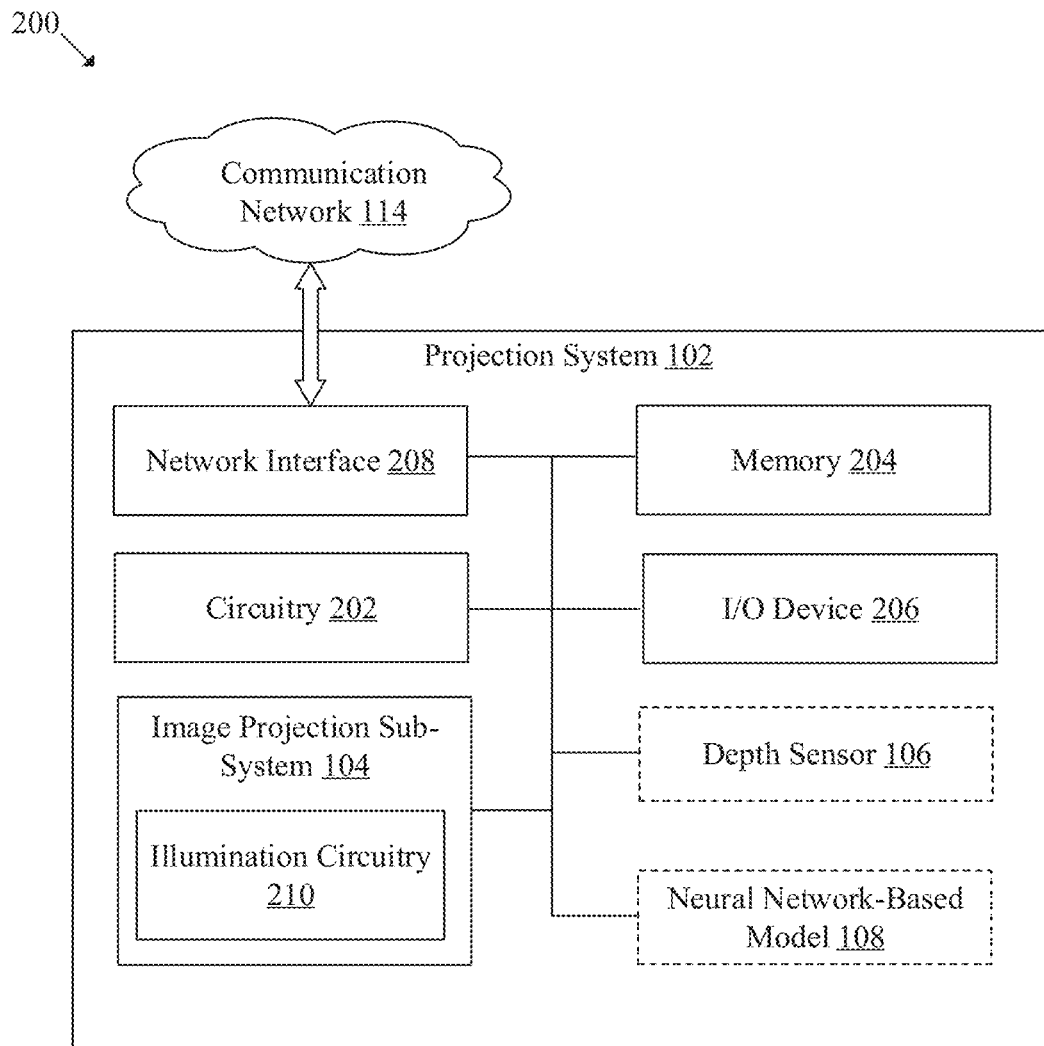 200
Communication
Network 114
Projection System 102
Network Interface 208
Memory 204
Circuitry 202
I/O Device 206
Image Projection Sub-
System 104
Illumination Circuitry
210
Depth Sensor 106
Neural Network-Based
Model 108